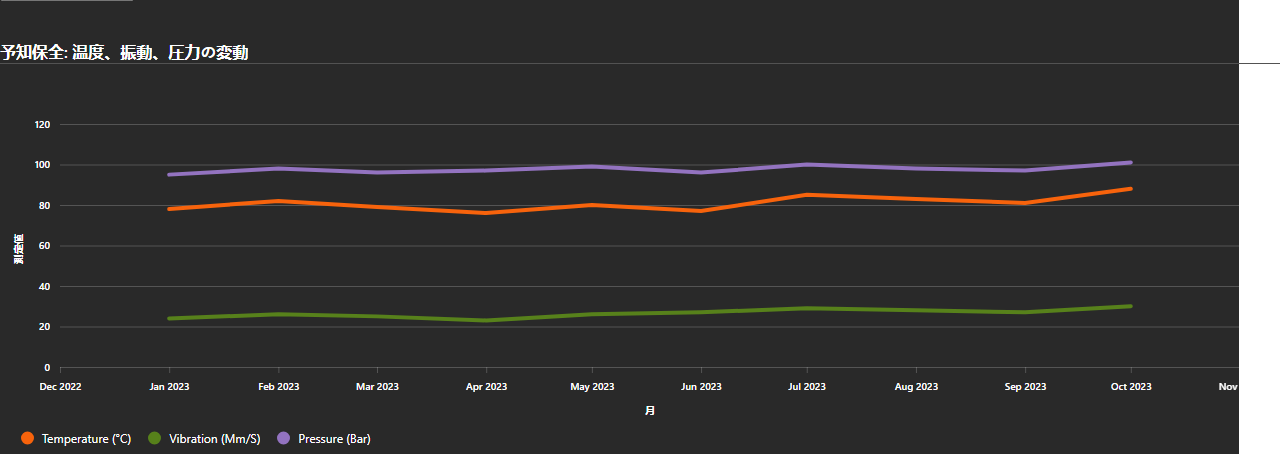 予知保全: 温度、振動、圧力の変動
120
100
80
60
40
20
0
測定値
Dec 2022 Jan 2023 Feb 2023 Mar 2023 Apr 2023 May 2023 Jun 2023 Jul 2023 Aug 2023 Sep 2023 Oct 2023 Nov
月
Temperature (°C) Vibration (Mm/S) Pressure (Bar)